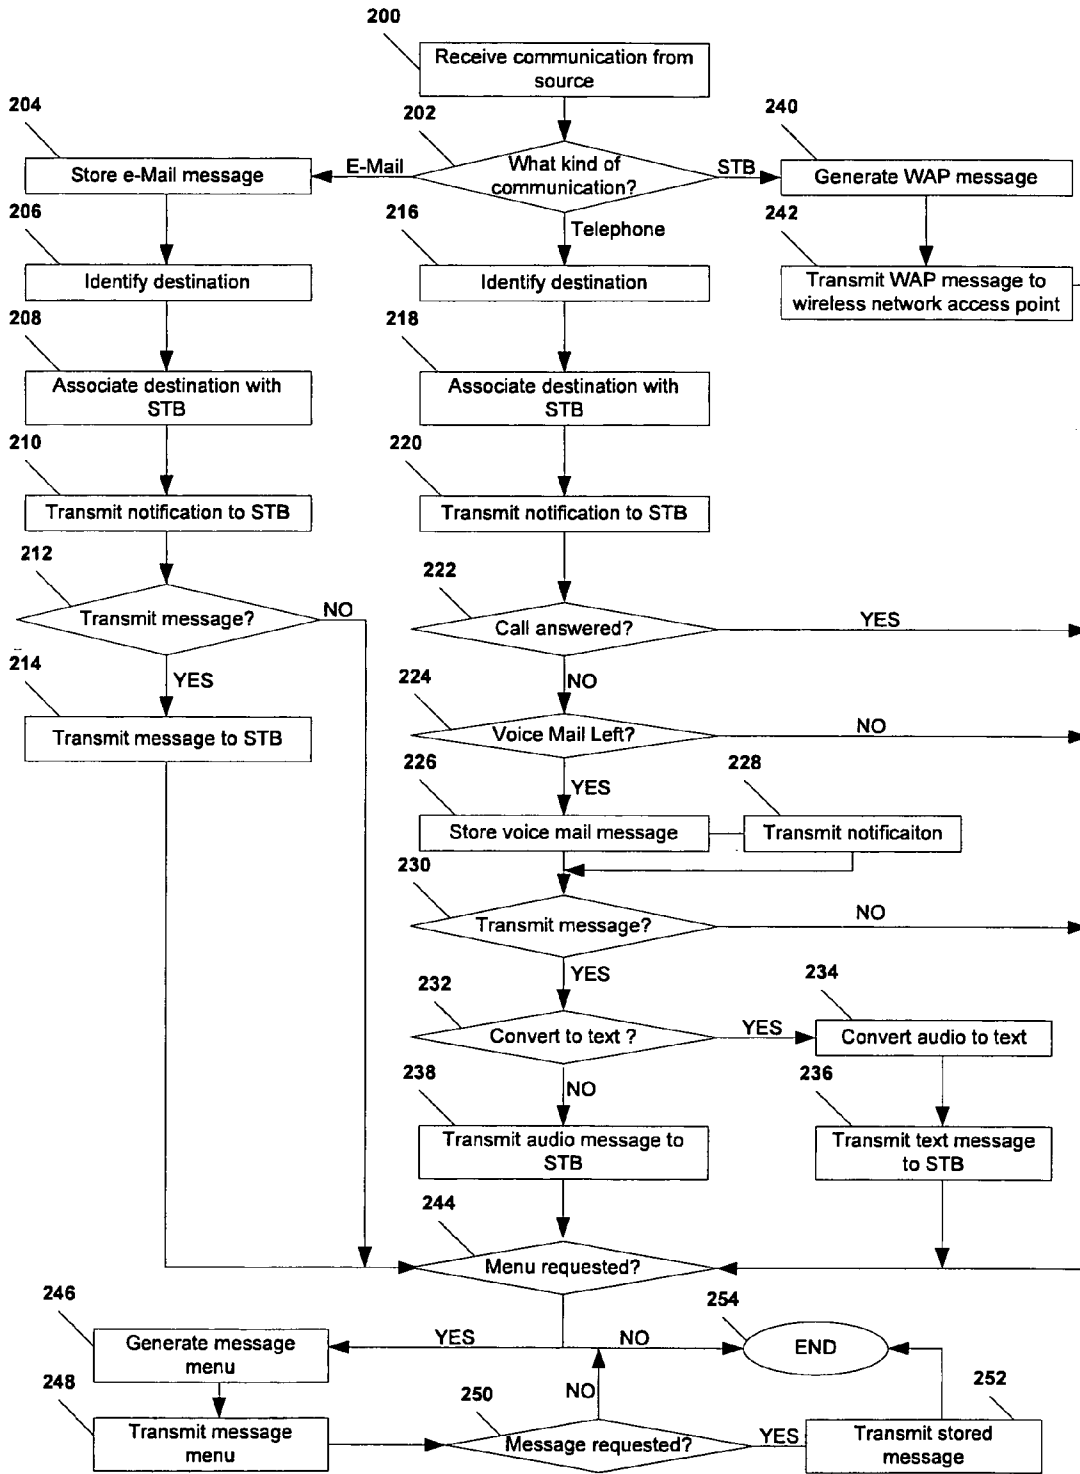 200
Receive communication from
source
204
202
240
E-Mail
What kind of
communication?
STB
Store e-Mail message
Generate WAP message
206
216
Telephone
242
Identify destination
Identify destination
Transmit WAP message to
wireless network access point
208
218
Associate destination with
STB
Associate destination with
STB
210
220
Transmit notification to STB
Transmit notification to STB
212
222
Transmit message?
NO
Call answered?
YES
214
YES
224
NO
Transmit message to STB
Voice Mail Left?
NO
226
YES
228
Store voice mail message
Transmit notificaiton
230
Transmit message?
NO
232
YES
234
Convert to text ?
YES
Convert audio to text
238
NO
236
Transmit audio message to
STB
Transmit text message
to STB
244
Menu requested?
246
254
Generate message
menu
YES
NO
END
248
250
NO
252
Transmit message
menu
Message requested?
YES
Transmit stored
message